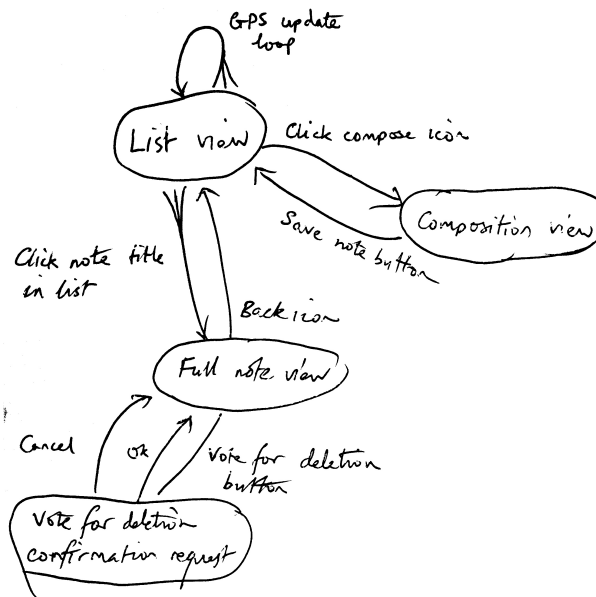 GPS update
loop
List view
Click compose icon
Composition view
Save note button
Click note title
in list
Back icon
Full note view
Cancel
OK
Vote for deletion
button
Vote for deletion
confirmation request